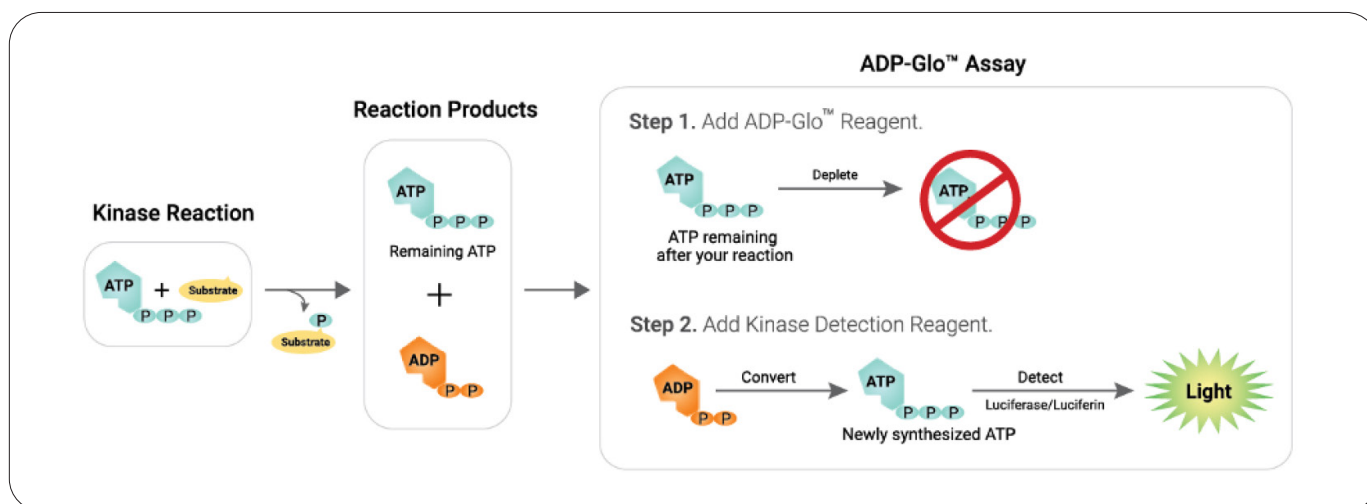 Kinase Reaction
ATP
+
Substrate
P P P
P
Substrate
Reaction Products
ATP
P P P
Remaining ATP
+
ADP
P P
ADP-Glo™ Assay
Step 1. Add ADP-Glo™ Reagent.
ATP
P P P
ATP remaining
after your reaction
Deplete
ATP
P P P
Step 2. Add Kinase Detection Reagent.
ADP
P P
Convert
ATP
P P P
Newly synthesized ATP
Detect
Luciferase/Luciferin
Light